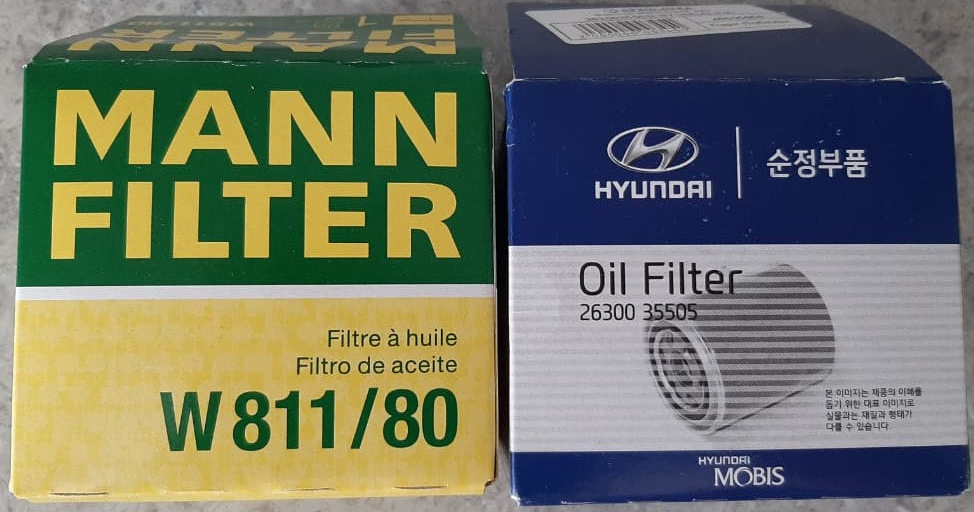 MANN
FILTER
Filtre à huile
Filtro de aceite
W 811/80
HYUNDAI
순정부품
Oil Filter
26300 35505
본 이미지는 제품의 이해를
돕기 위한 대표 이미지로
실물과는 재질과 형태가
다를 수 있습니다.
HYUNDAI
MOBIS